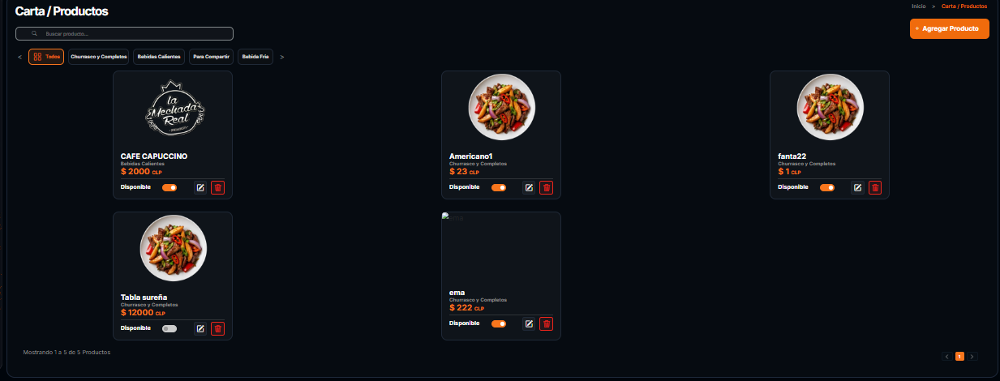 Carta / Productos
Inicio > Carta / Productos
Buscar producto...
+ Agregar Producto
< Todos Churrasco y Completos Bebidas Calientes Para Compartir Bebida Fria >
la
Mechada
Real
CAFE CAPUCCINO
Bebidas Calientes
$ 2000 CLP
Disponible
Americano1
Churrasco y Completos
$ 23 CLP
Disponible
fanta22
Churrasco y Completos
$ 1 CLP
Disponible
Tabla sureña
Churrasco y Completos
$ 12000 CLP
Disponible
ema
ema
Churrasco y Completos
$ 222 CLP
Disponible
Mostrando 1 a 5 de 5 Productos
< 1 >